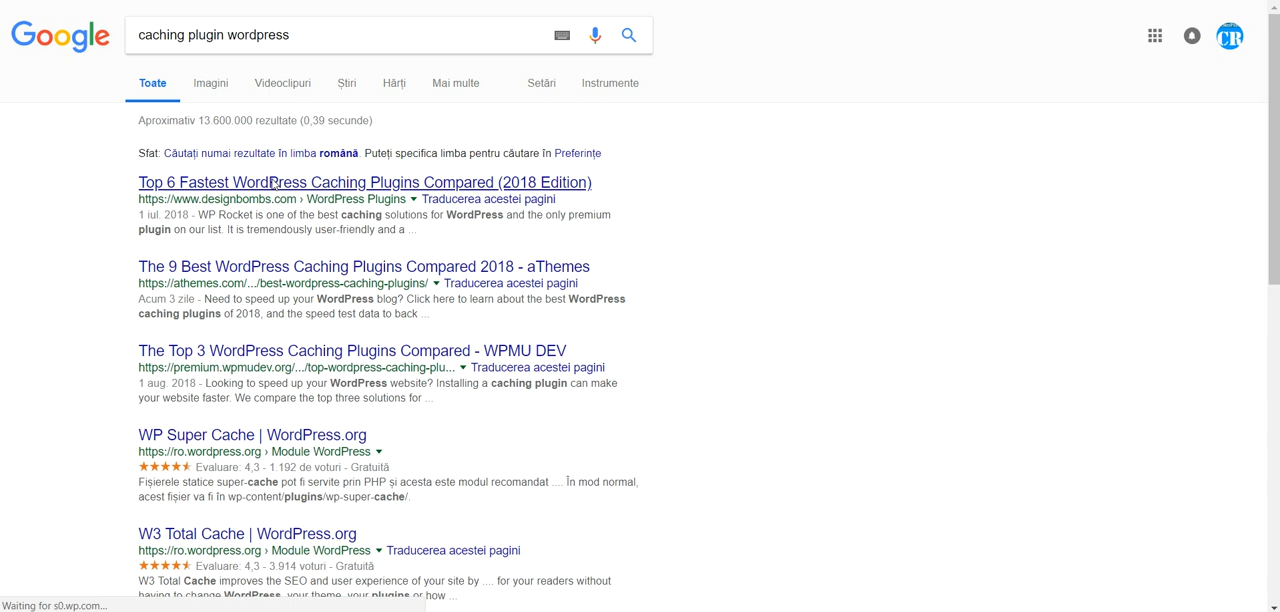 Google
caching plugin wordpress
CR
Toate Imagini Videoclipuri Știri Hărți Mai multe Setări Instrumente
Aproximativ 13.600.000 rezultate (0,39 secunde)
Sfat: Căutați numai rezultate în limba română. Puteți specifica limba pentru căutare în Preferințe
Top 6 Fastest WordPress Caching Plugins Compared (2018 Edition)
https://www.designbombs.com › WordPress Plugins ▼ Traducerea acestei pagini
1 iul. 2018 - WP Rocket is one of the best caching solutions for WordPress and the only premium
plugin on our list. It is tremendously user-friendly and a ...
The 9 Best WordPress Caching Plugins Compared 2018 - aThemes
https://athemes.com/.../best-wordpress-caching-plugins/ ▼ Traducerea acestei pagini
Acum 3 zile - Need to speed up your WordPress blog? Click here to learn about the best WordPress
caching plugins of 2018, and the speed test data to back ...
The Top 3 WordPress Caching Plugins Compared - WPMU DEV
https://premium.wpmudev.org/.../top-wordpress-caching-plu... ▼ Traducerea acestei pagini
1 aug. 2018 - Looking to speed up your WordPress website? Installing a caching plugin can make
your website faster. We compare the top three solutions for ...
WP Super Cache | WordPress.org
https://ro.wordpress.org › Module WordPress ▼
Evaluare: 4,3 - 1.192 de voturi - Gratuită
Fișierele statice super-cache pot fi servite prin PHP și acesta este modul recomandat .... În mod normal,
acest fișier va fi în wp-content/plugins/wp-super-cache/.
W3 Total Cache | WordPress.org
https://ro.wordpress.org › Module WordPress ▼ Traducerea acestei pagini
Evaluare: 4,3 - 3.914 voturi - Gratuită
W3 Total Cache improves the SEO and user experience of your site by .... for your readers without
having to change WordPress, your theme, your plugins or how ...
Waiting for s0.wp.com...